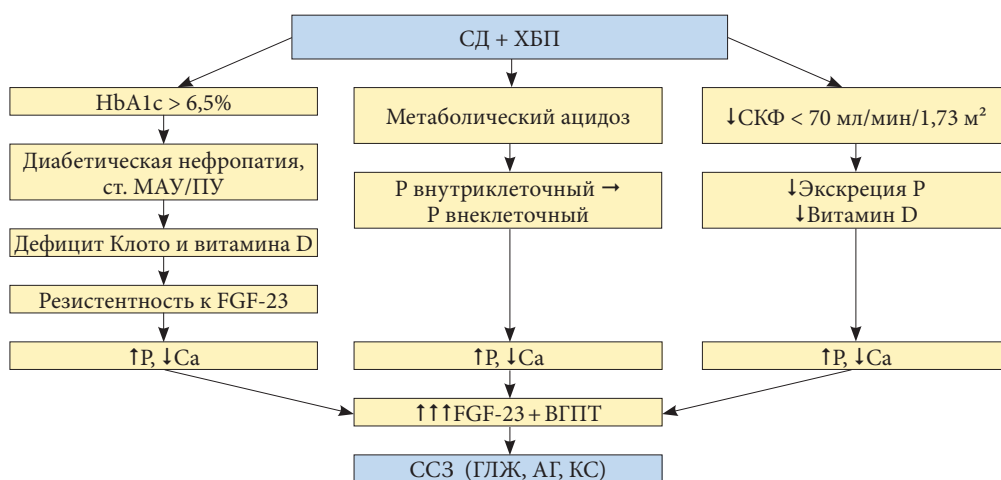 СД + ХБП
HbA1c > 6,5%
Диабетическая нефропатия,
ст. МАУ/ПУ
Дефицит Клото и витамина D
Резистентность к FGF-23
↑P, ↓Ca
Метаболический ацидоз
P внутриклеточный →
P внеклеточный
↑P, ↓Ca
↓СКФ < 70 мл/мин/1,73 м²
↓Экскреция P
↓Витамин D
↑P, ↓Ca
↑↑↑FGF-23 + ВГПТ
ССЗ (ГЛЖ, АГ, КС)